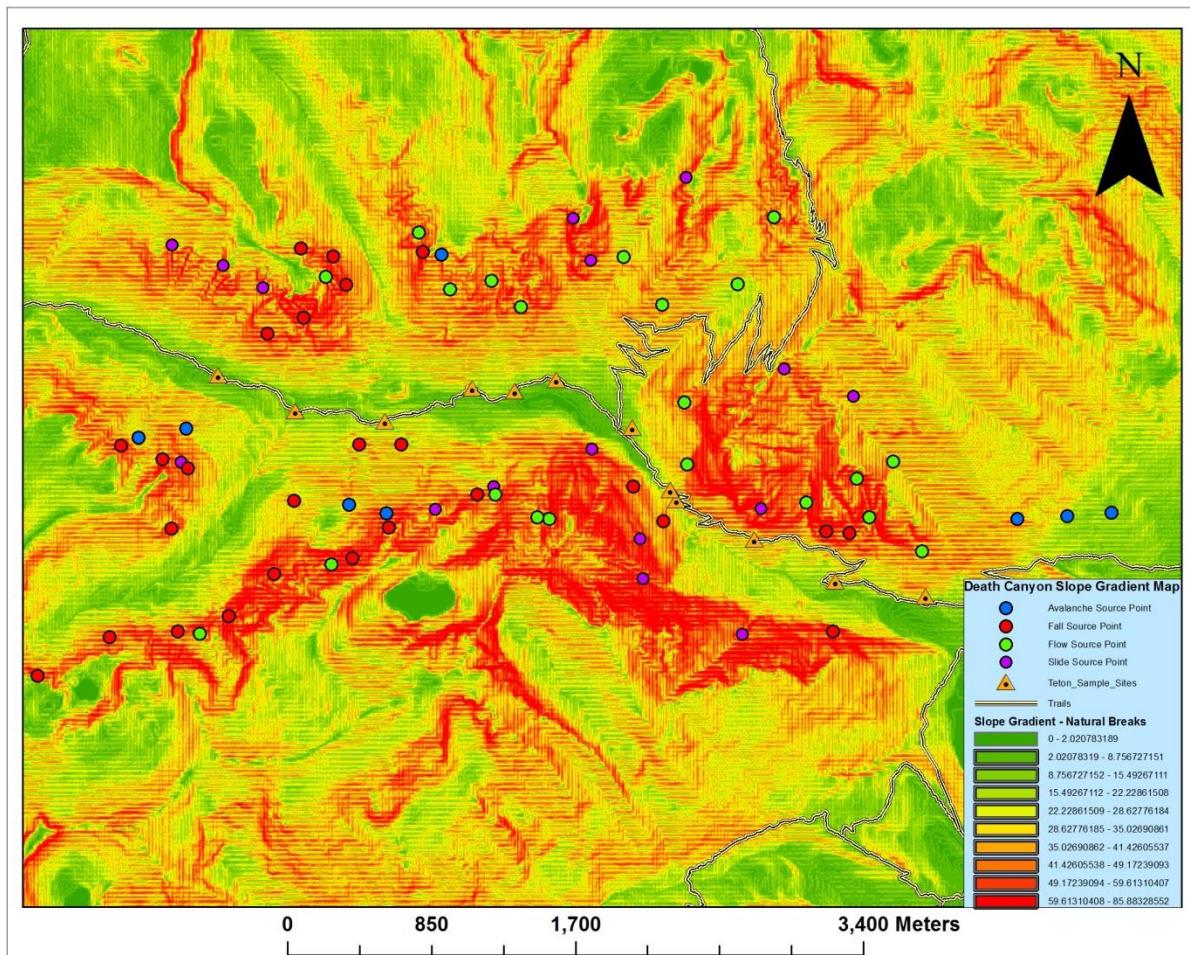 N
Death Canyon Slope Gradient Map
Avalanche Source Point
Fall Source Point
Flow Source Point
Slide Source Point
Teton_Sample_Sites
Trails
Slope Gradient - Natural Breaks
0 - 2.020783189
2.02078319 - 8.756727151
8.756727152 - 15.49267111
15.49267112 - 22.22861508
22.22861509 - 28.62776184
28.62776185 - 35.02690861
35.02690862 - 41.42605537
41.42605538 - 49.17239093
49.17239094 - 59.61310407
59.61310408 - 85.88328552
0 850 1,700 3,400 Meters